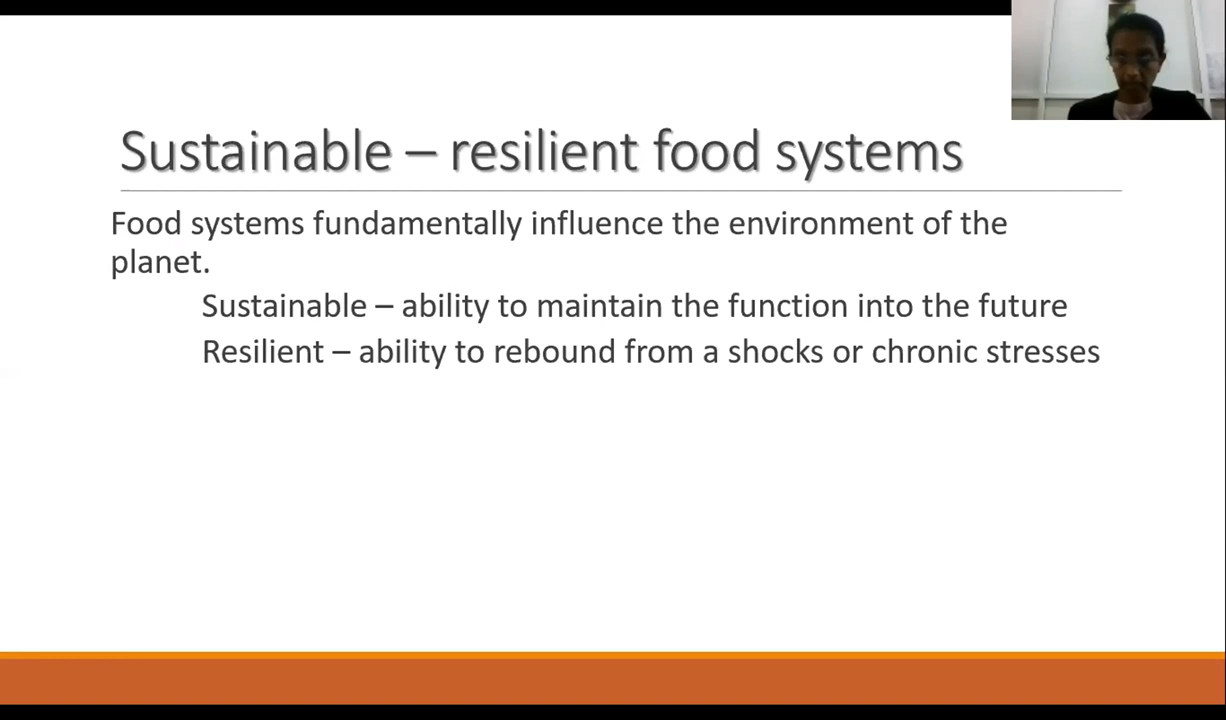 Sustainable – resilient food systems
Food systems fundamentally influence the environment of the
planet.
Sustainable – ability to maintain the function into the future
Resilient – ability to rebound from a shocks or chronic stresses